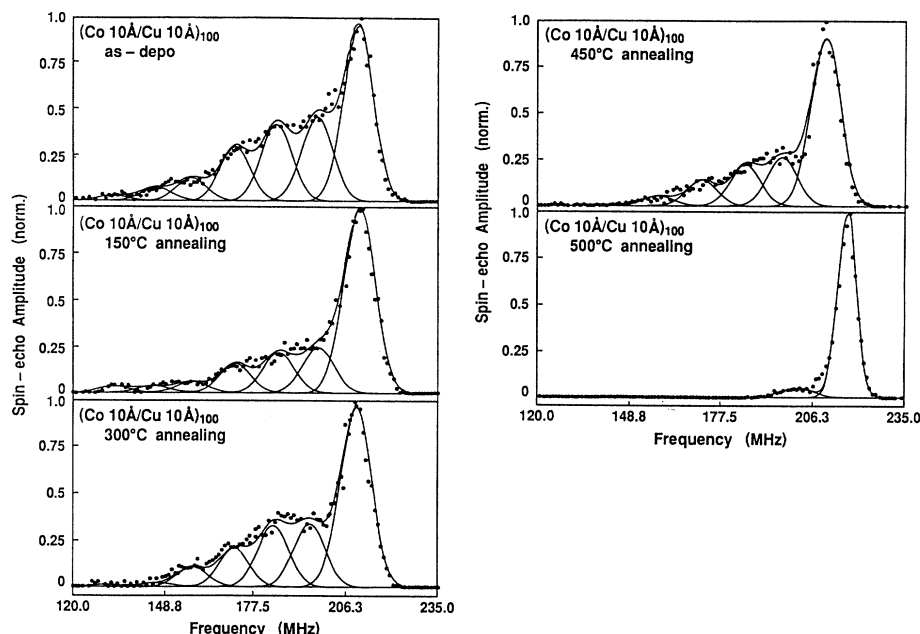 (Co 10Å/Cu 10Å)100
as – depo
1.0
0.75
0.5
0.25
0
(Co 10Å/Cu 10Å)100
150°C annealing
1.0
0.75
0.5
0.25
0
(Co 10Å/Cu 10Å)100
300°C annealing
1.0
0.75
0.5
0.25
0
120.0 148.8 177.5 206.3 235.0
Frequency (MHz)
Spin – echo Amplitude (norm.)
(Co 10Å/Cu 10Å)100
450°C annealing
1.0
0.75
0.5
0.25
0
(Co 10Å/Cu 10Å)100
500°C annealing
1.0
0.75
0.5
0.25
0
120.0 148.8 177.5 206.3 235.0
Frequency (MHz)
Spin – echo Amplitude (norm.)